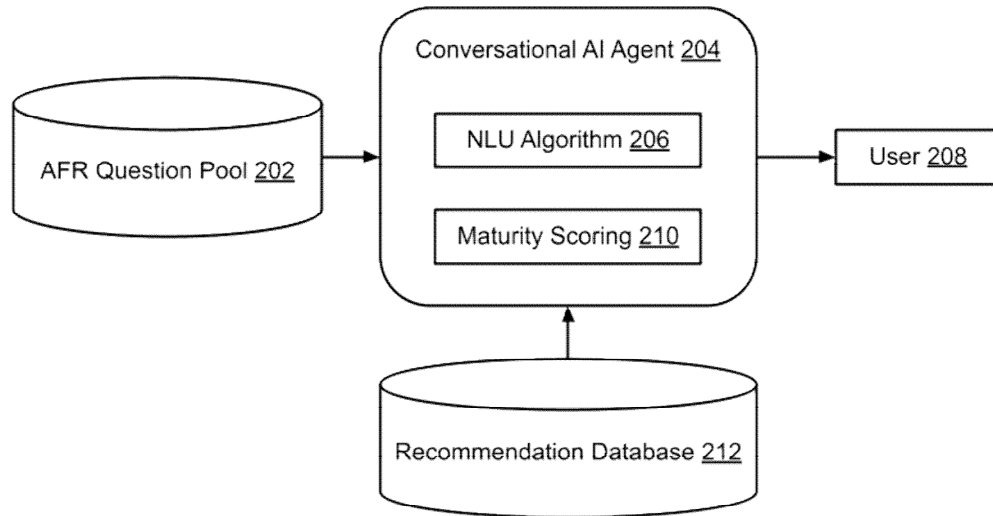 Conversational AI Agent 204
NLU Algorithm 206
AFR Question Pool 202
User 208
Maturity Scoring 210
Recommendation Database 212